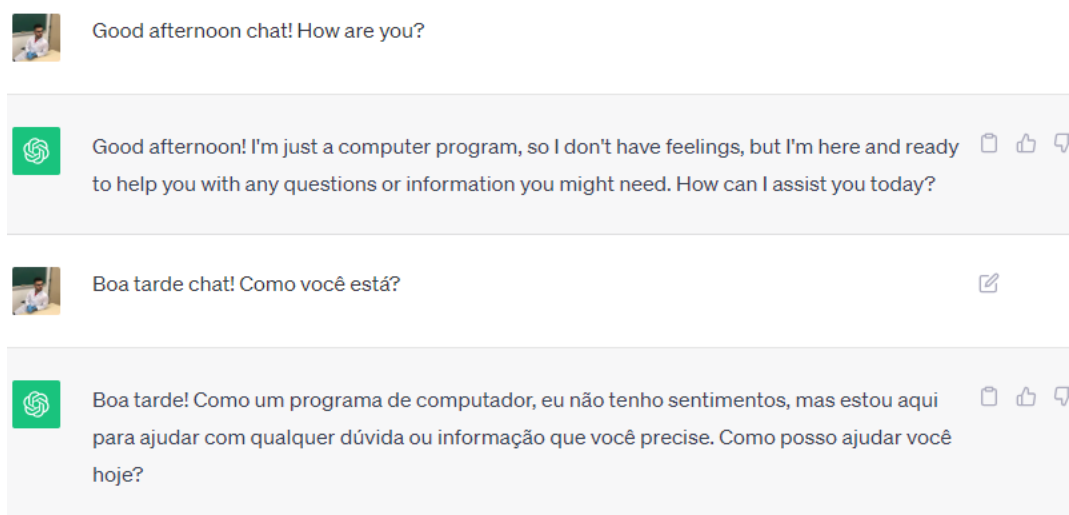 Good afternoon chat! How are you?
Good afternoon! I'm just a computer program, so I don't have feelings, but I'm here and ready
to help you with any questions or information you might need. How can I assist you today?
Boa tarde chat! Como você está?
Boa tarde! Como um programa de computador, eu não tenho sentimentos, mas estou aqui
para ajudar com qualquer dúvida ou informação que você precise. Como posso ajudar você
hoje?